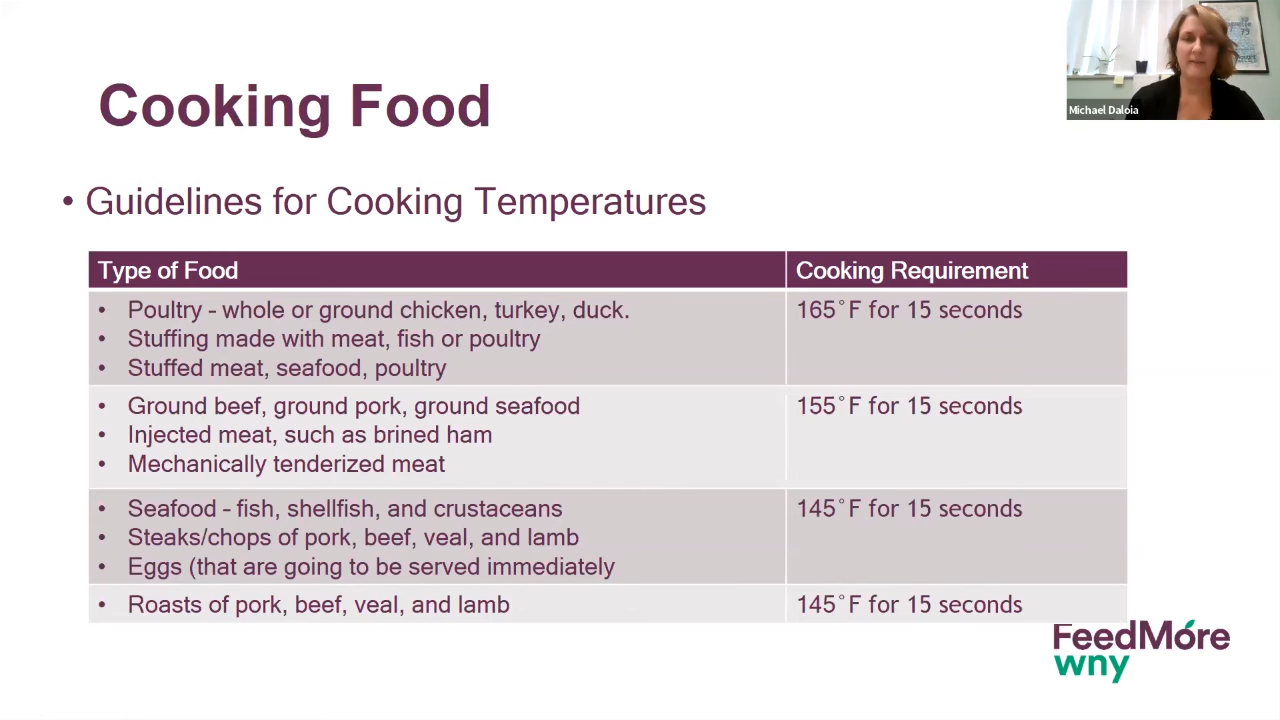 Cooking Food
Michael Daloia
• Guidelines for Cooking Temperatures
Type of Food Cooking Requirement
• Poultry – whole or ground chicken, turkey, duck. 165°F for 15 seconds
• Stuffing made with meat, fish or poultry
• Stuffed meat, seafood, poultry
• Ground beef, ground pork, ground seafood 155°F for 15 seconds
• Injected meat, such as brined ham
• Mechanically tenderized meat
• Seafood – fish, shellfish, and crustaceans 145°F for 15 seconds
• Steaks/chops of pork, beef, veal, and lamb
• Eggs (that are going to be served immediately
• Roasts of pork, beef, veal, and lamb 145°F for 15 seconds
FeedMore
wny